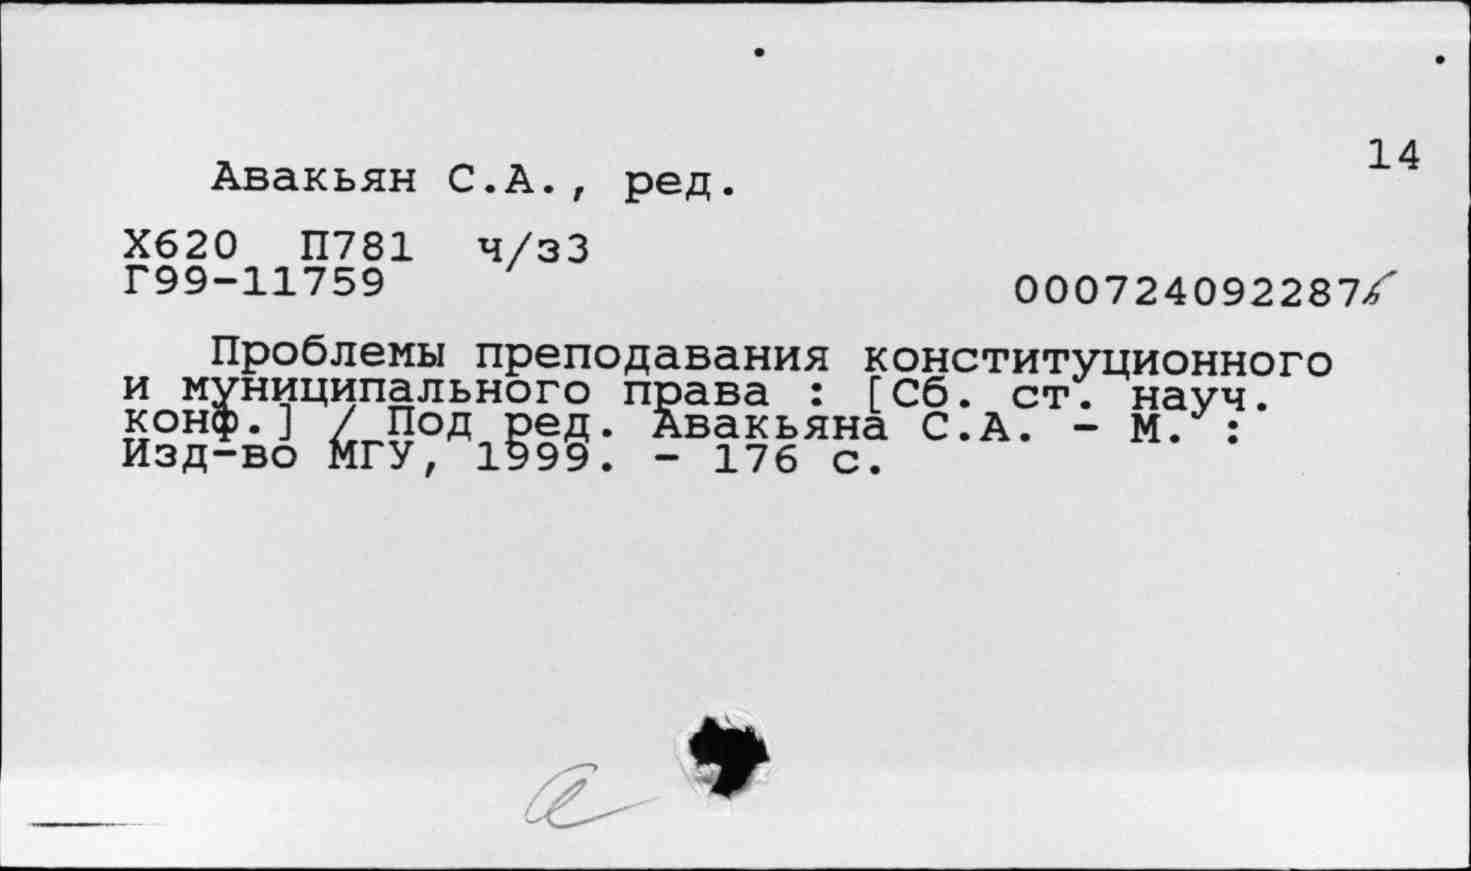 14
Авакьян С.А., ред.
Х620 П781 ч/з3
Г99-11759
000724092287
Проблемы преподавания конституционного
и муниципального права : [Сб. ст. науч.
конф.] / Под ред. Авакьяна С.А. - М. :
Изд-во МГУ, 1999. - 176 с.